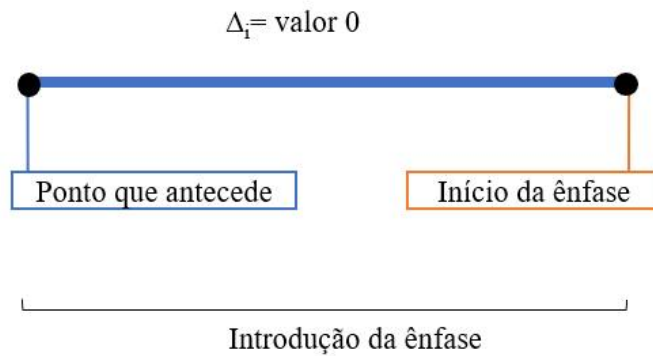 Δᵢ= valor 0
Ponto que antecede
Início da ênfase
Introdução da ênfase